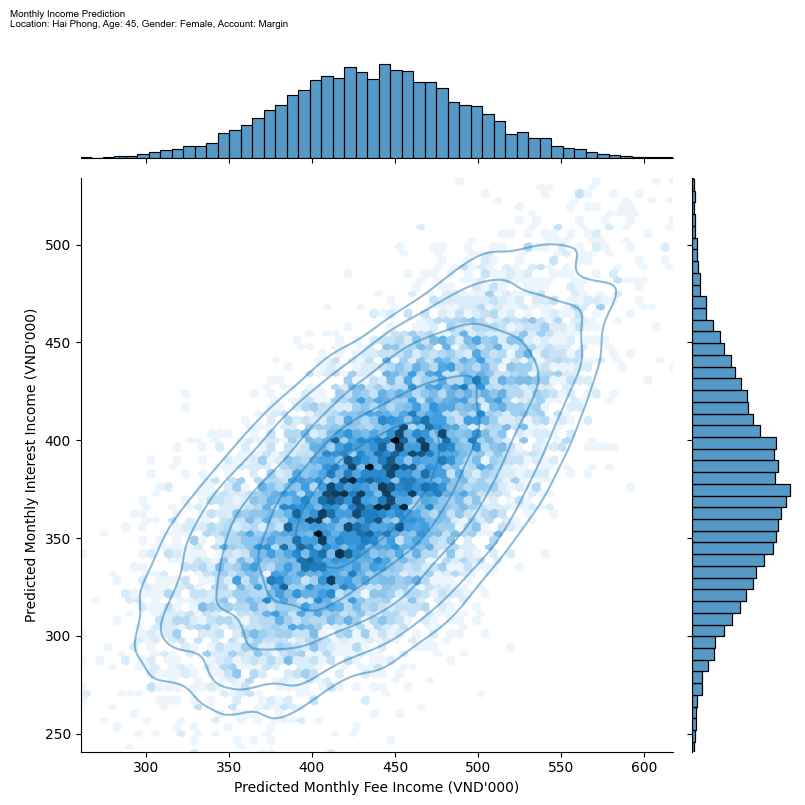 Monthly Income Prediction
Location: Hai Phong, Age: 45, Gender: Female, Account: Margin
500
450
400
350
300
250
Predicted Monthly Interest Income (VND'000)
300 350 400 450 500 550 600
Predicted Monthly Fee Income (VND'000)